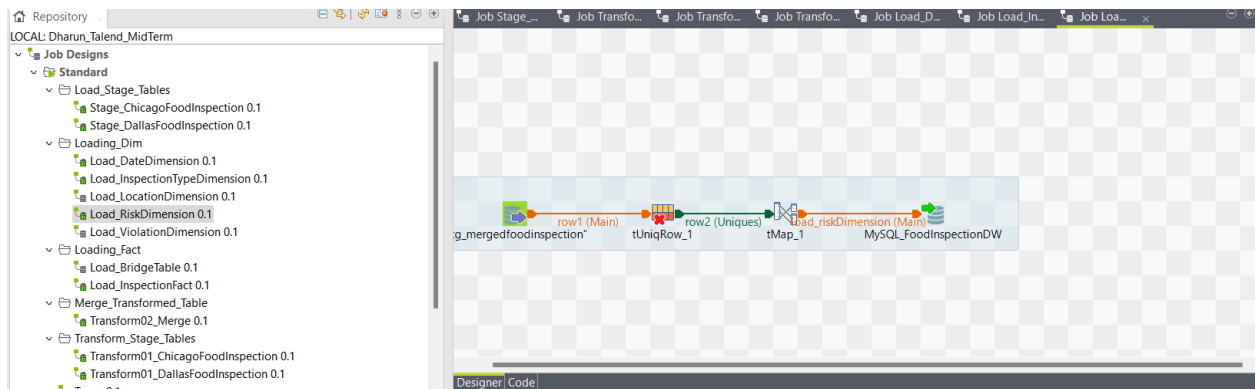 Repository
LOCAL: Dharun_Talend_MidTerm
Job Designs
Standard
Load_Stage_Tables
Stage_ChicagoFoodInspection 0.1
Stage_DallasFoodInspection 0.1
Loading_Dim
Load_DateDimension 0.1
Load_InspectionTypeDimension 0.1
Load_LocationDimension 0.1
Load_RiskDimension 0.1
Load_ViolationDimension 0.1
Loading_Fact
Load_BridgeTable 0.1
Load_InspectionFact 0.1
Merge_Transformed_Table
Transform02_Merge 0.1
Transform_Stage_Tables
Transform01_ChicagoFoodInspection 0.1
Transform01_DallasFoodInspection 0.1
Job Stage_... Job Transfo... Job Transfo... Job Transfo... Job Load_D... Job Load_In... Job Loa...
row1 (Main) row2 (Uniques) load_riskDimension (Main)
g_mergedfoodinspection" tUniqRow_1 tMap_1 MySQL_FoodInspectionDW
Designer Code